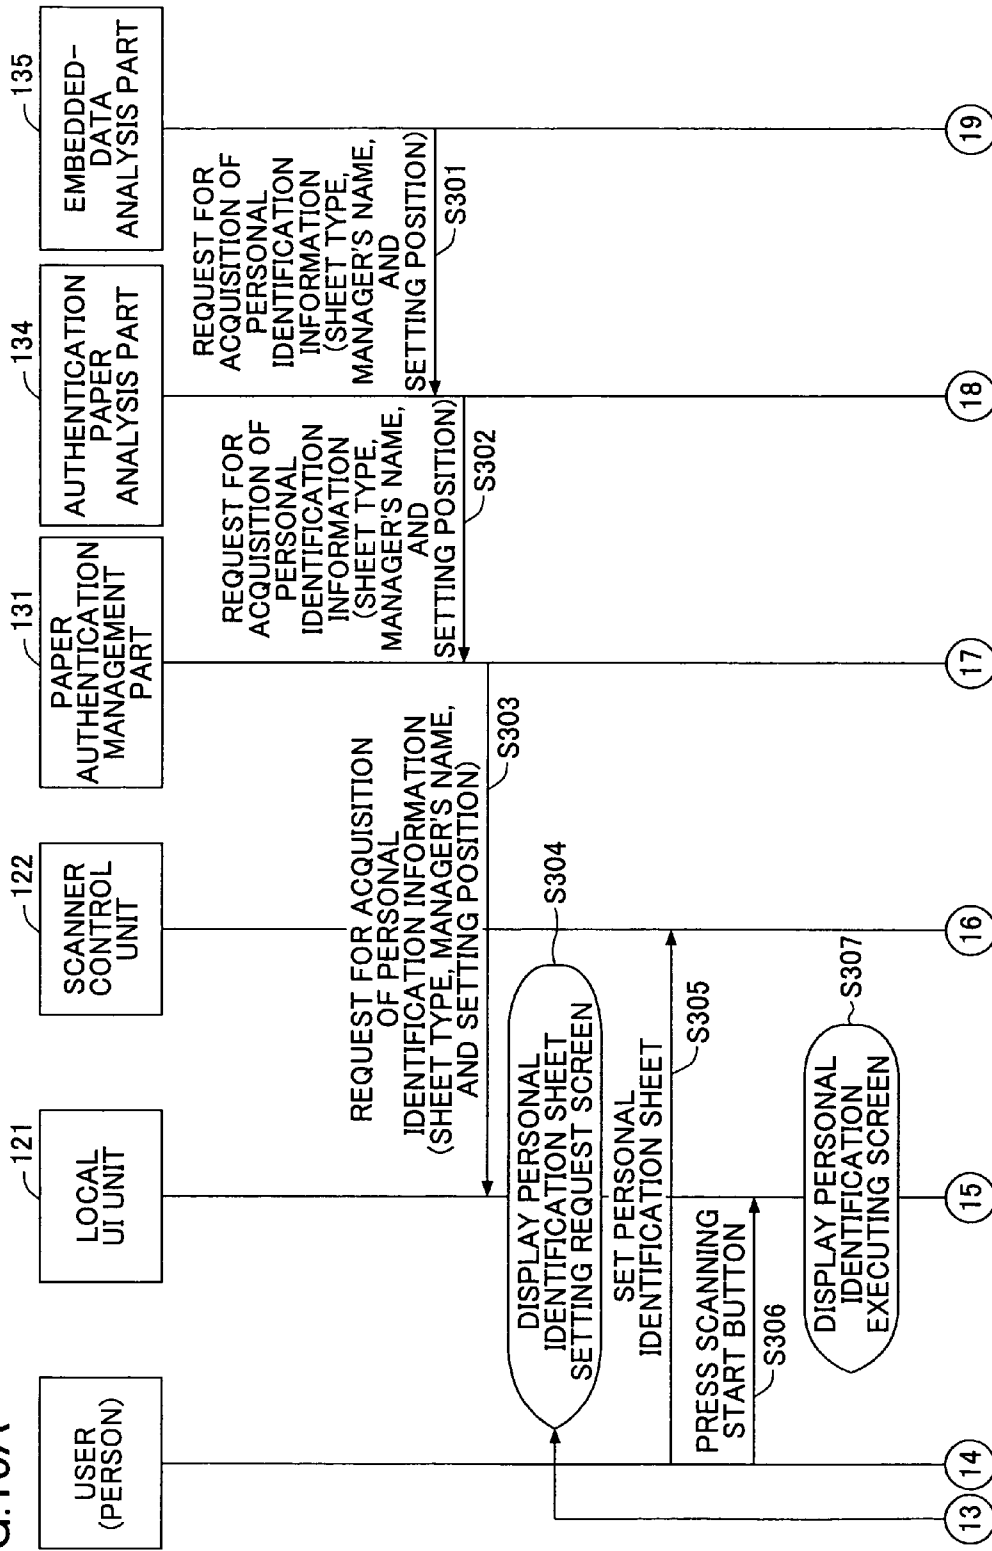 G.10A
USER
(PERSON)
121
LOCAL
UI UNIT
122
SCANNER
CONTROL
UNIT
131
PAPER
AUTHENTICATION
MANAGEMENT
PART
134
AUTHENTICATION
PAPER
ANALYSIS PART
135
EMBEDDED-
DATA
ANALYSIS PART
REQUEST FOR
ACQUISITION OF
PERSONAL
IDENTIFICATION
INFORMATION
(SHEET TYPE,
MANAGER'S NAME,
AND
SETTING POSITION)
S301
REQUEST FOR
ACQUISITION OF
PERSONAL
IDENTIFICATION
INFORMATION
(SHEET TYPE,
MANAGER'S NAME,
AND
SETTING POSITION)
S302
REQUEST FOR ACQUISITION
OF PERSONAL
IDENTIFICATION INFORMATION
(SHEET TYPE, MANAGER'S NAME,
AND SETTING POSITION)
S303
DISPLAY PERSONAL
IDENTIFICATION SHEET
SETTING REQUEST SCREEN
S304
SET PERSONAL
IDENTIFICATION SHEET
S305
PRESS SCANNING
START BUTTON
S306
DISPLAY PERSONAL
IDENTIFICATION
EXECUTING SCREEN
S307
13
14
15
16
17
18
19